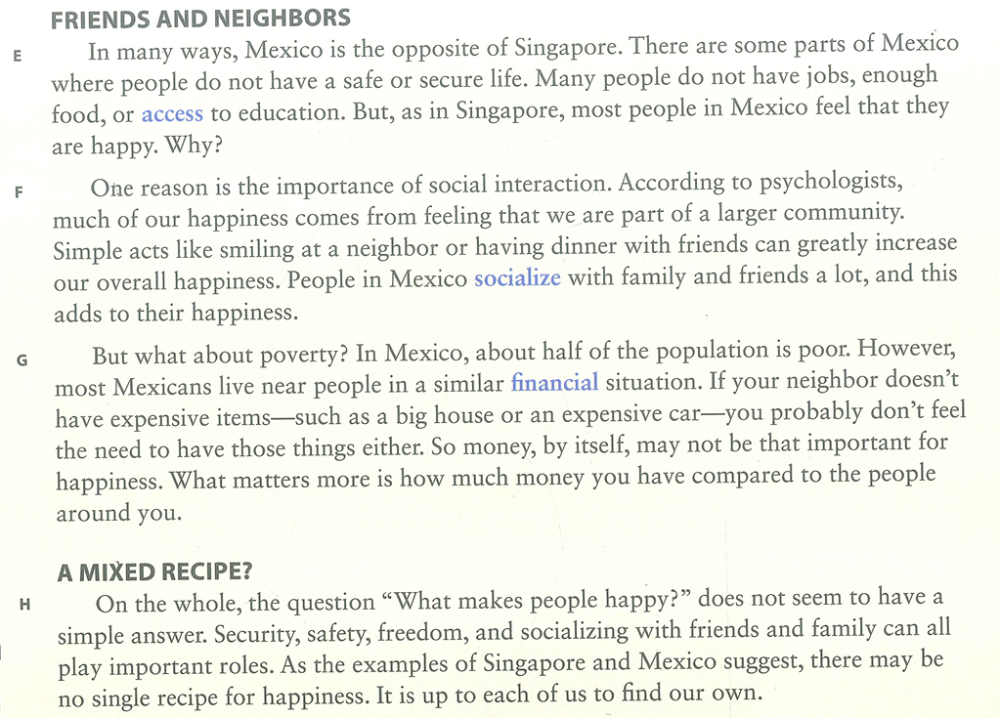 FRIENDS AND NEIGHBORS
E In many ways, Mexico is the opposite of Singapore. There are some parts of Mexico
where people do not have a safe or secure life. Many people do not have jobs, enough
food, or access to education. But, as in Singapore, most people in Mexico feel that they
are happy. Why?
F One reason is the importance of social interaction. According to psychologists,
much of our happiness comes from feeling that we are part of a larger community.
Simple acts like smiling at a neighbor or having dinner with friends can greatly increase
our overall happiness. People in Mexico socialize with family and friends a lot, and this
adds to their happiness.
G But what about poverty? In Mexico, about half of the population is poor. However,
most Mexicans live near people in a similar financial situation. If your neighbor doesn't
have expensive items—such as a big house or an expensive car—you probably don't feel
the need to have those things either. So money, by itself, may not be that important for
happiness. What matters more is how much money you have compared to the people
around you.
A MIXED RECIPE?
H On the whole, the question "What makes people happy?" does not seem to have a
simple answer. Security, safety, freedom, and socializing with friends and family can all
play important roles. As the examples of Singapore and Mexico suggest, there may be
no single recipe for happiness. It is up to each of us to find our own.